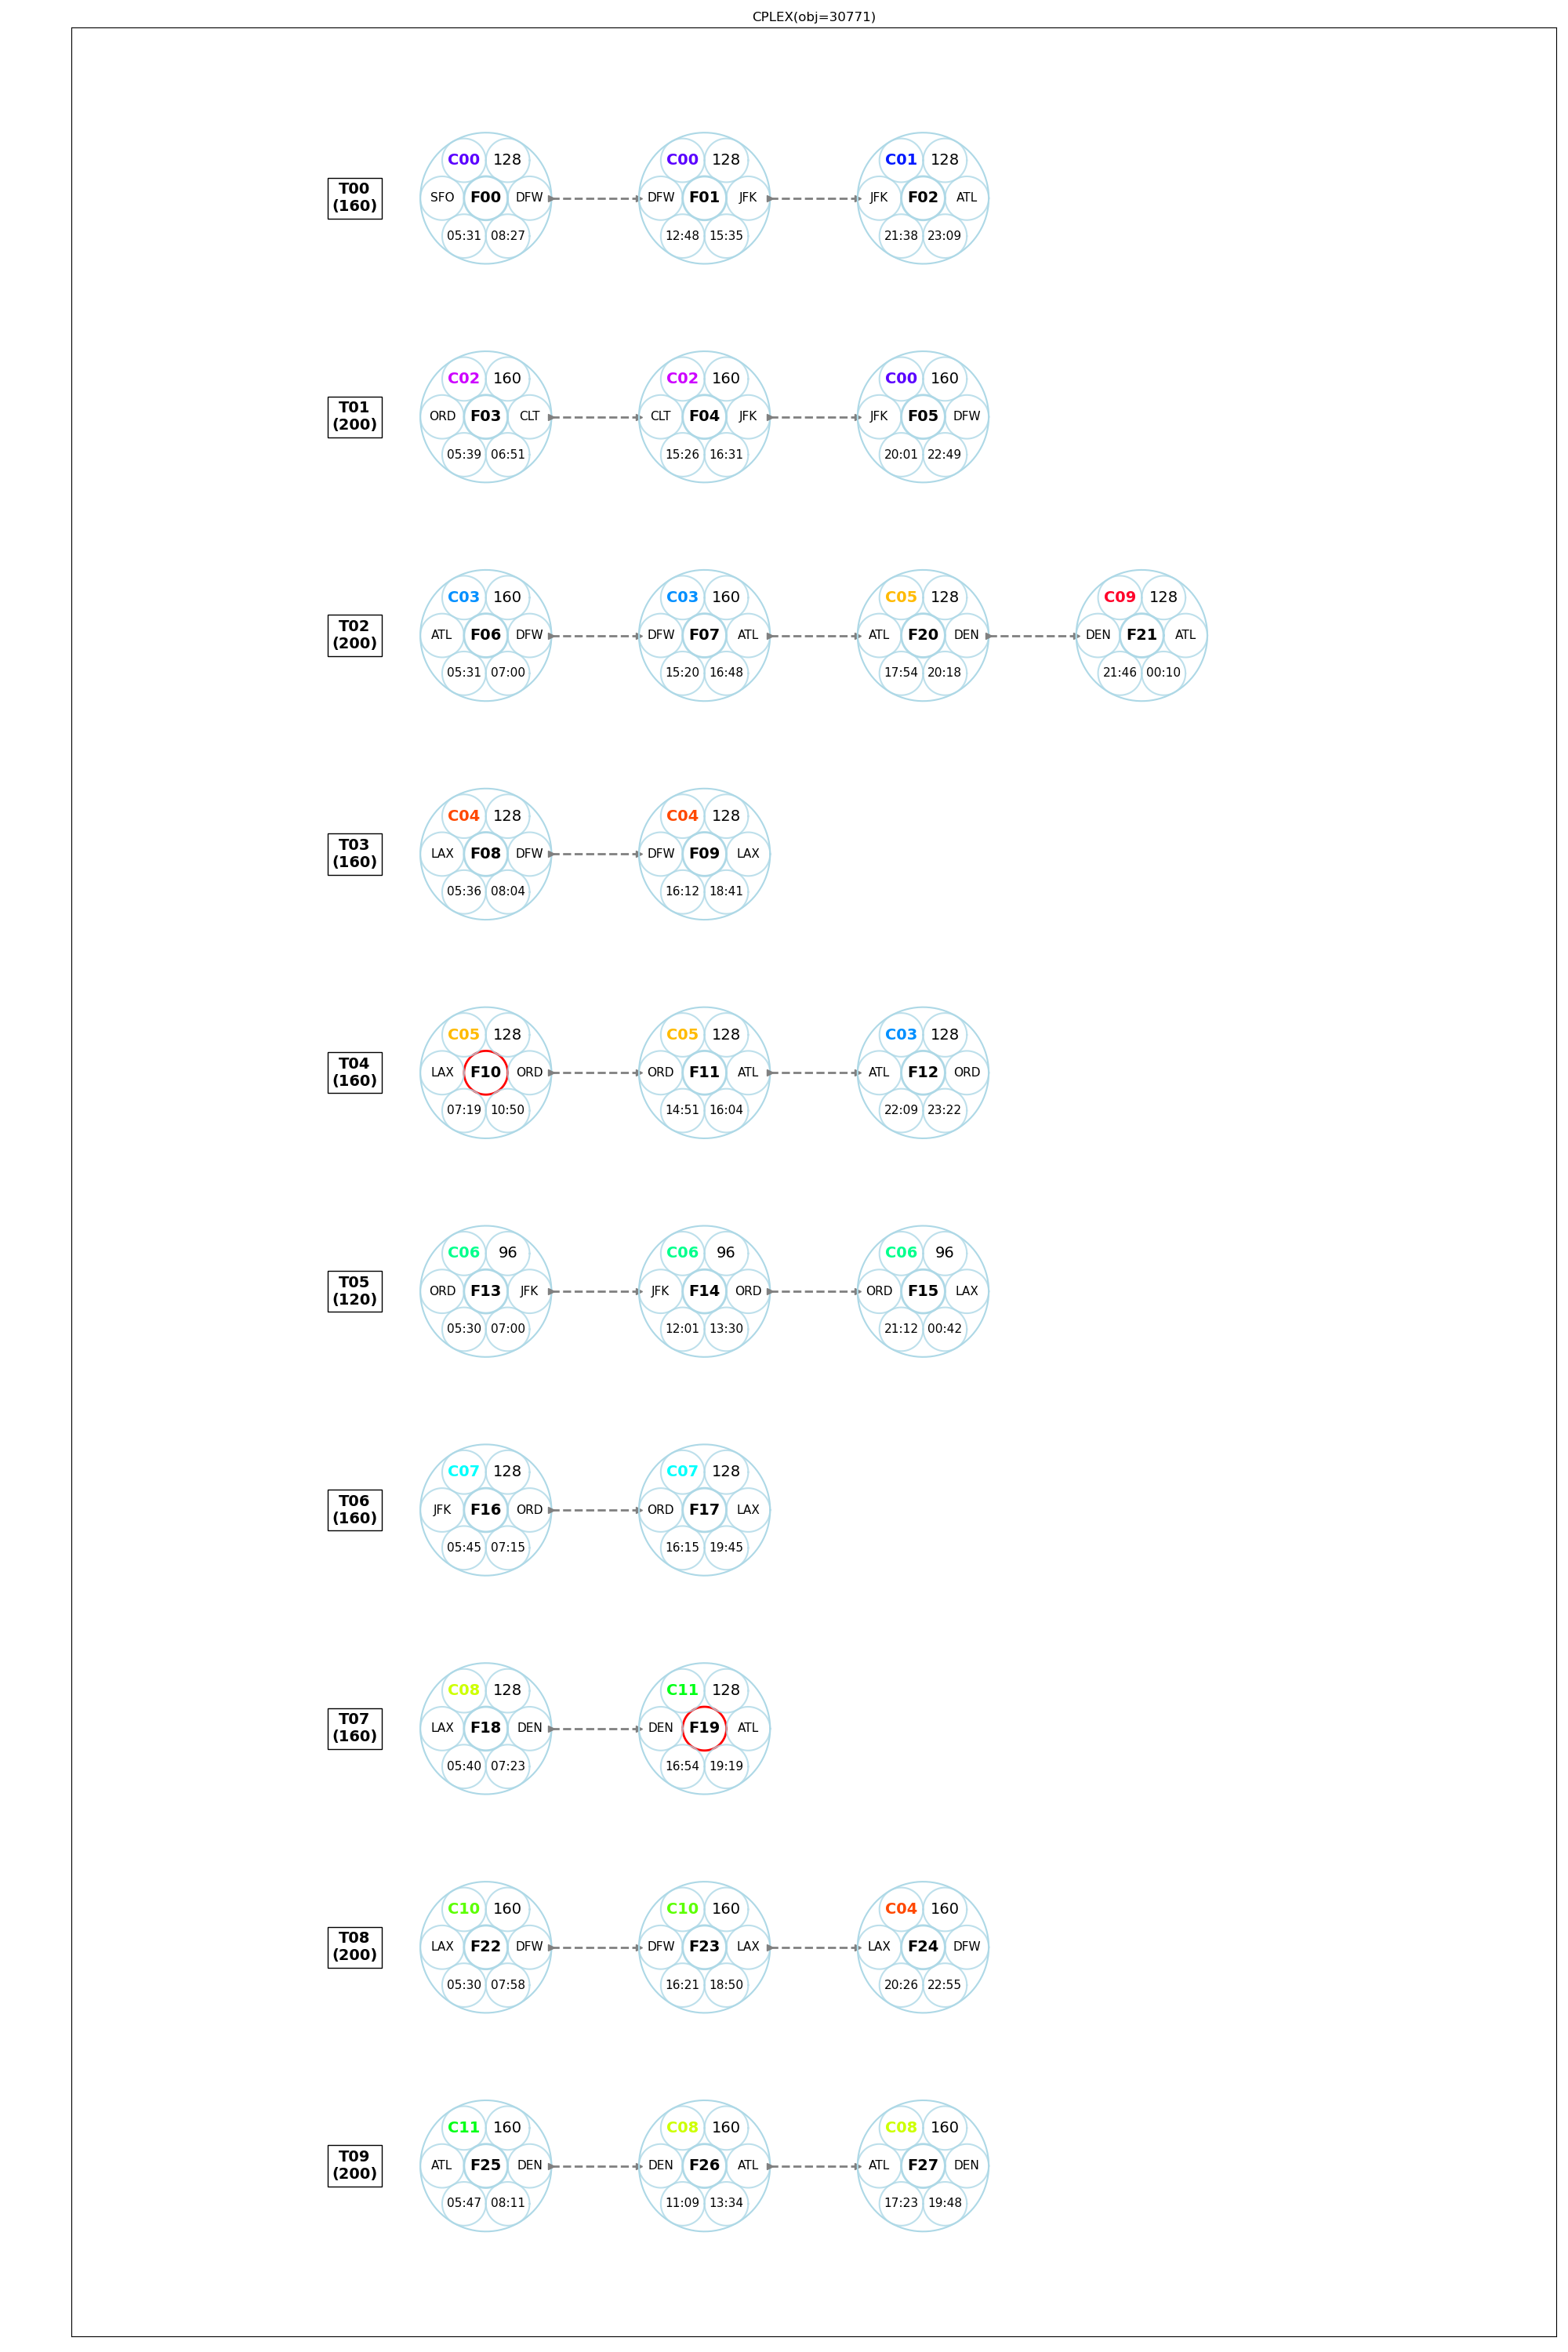 CPLEX(obj=30771)
C00 128 C00 128 C01 128
T00
(160)
SFO F00 DFW DFW F01 JFK JFK F02 ATL
05:31 08:27 12:48 15:35 21:38 23:09
C02 160 C02 160 C00 160
T01
(200)
ORD F03 CLT CLT F04 JFK JFK F05 DFW
05:39 06:51 15:26 16:31 20:01 22:49
C03 160 C03 160 C05 128 C09 128
T02
(200)
ATL F06 DFW DFW F07 ATL ATL F20 DEN DEN F21 ATL
05:31 07:00 15:20 16:48 17:54 20:18 21:46 00:10
C04 128 C04 128
T03
(160)
LAX F08 DFW DFW F09 LAX
05:36 08:04 16:12 18:41
C05 128 C05 128 C03 128
T04
(160)
LAX F10 ORD ORD F11 ATL ATL F12 ORD
07:19 10:50 14:51 16:04 22:09 23:22
C06 96 C06 96 C06 96
T05
(120)
ORD F13 JFK JFK F14 ORD ORD F15 LAX
05:30 07:00 12:01 13:30 21:12 00:42
C07 128 C07 128
T06
(160)
JFK F16 ORD ORD F17 LAX
05:45 07:15 16:15 19:45
C08 128 C11 128
T07
(160)
LAX F18 DEN DEN F19 ATL
05:40 07:23 16:54 19:19
C10 160 C10 160 C04 160
T08
(200)
LAX F22 DFW DFW F23 LAX LAX F24 DFW
05:30 07:58 16:21 18:50 20:26 22:55
C11 160 C08 160 C08 160
T09
(200)
ATL F25 DEN DEN F26 ATL ATL F27 DEN
05:47 08:11 11:09 13:34 17:23 19:48